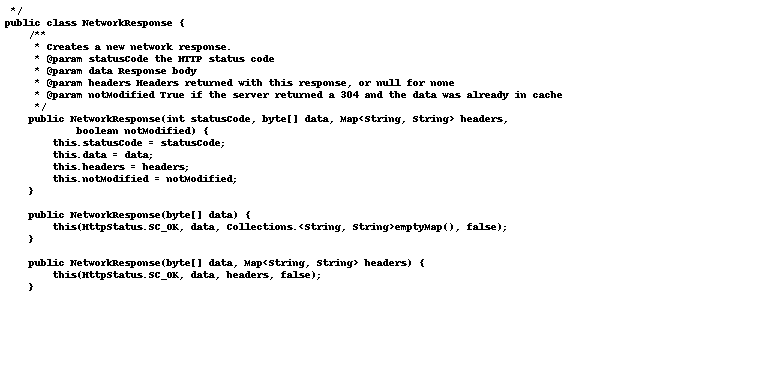 */
public class NetworkResponse {
    /**
     * Creates a new network response.
     * @param statusCode the HTTP status code
     * @param data Response body
     * @param headers Headers returned with this response, or null for none
     * @param notModified True if the server returned a 304 and the data was already in cache
     */
    public NetworkResponse(int statusCode, byte[] data, Map<String, String> headers,
            boolean notModified) {
        this.statusCode = statusCode;
        this.data = data;
        this.headers = headers;
        this.notModified = notModified;
    }

    public NetworkResponse(byte[] data) {
        this(HttpStatus.SC_OK, data, Collections.<String, String>emptyMap(), false);
    }

    public NetworkResponse(byte[] data, Map<String, String> headers) {
        this(HttpStatus.SC_OK, data, headers, false);
    }